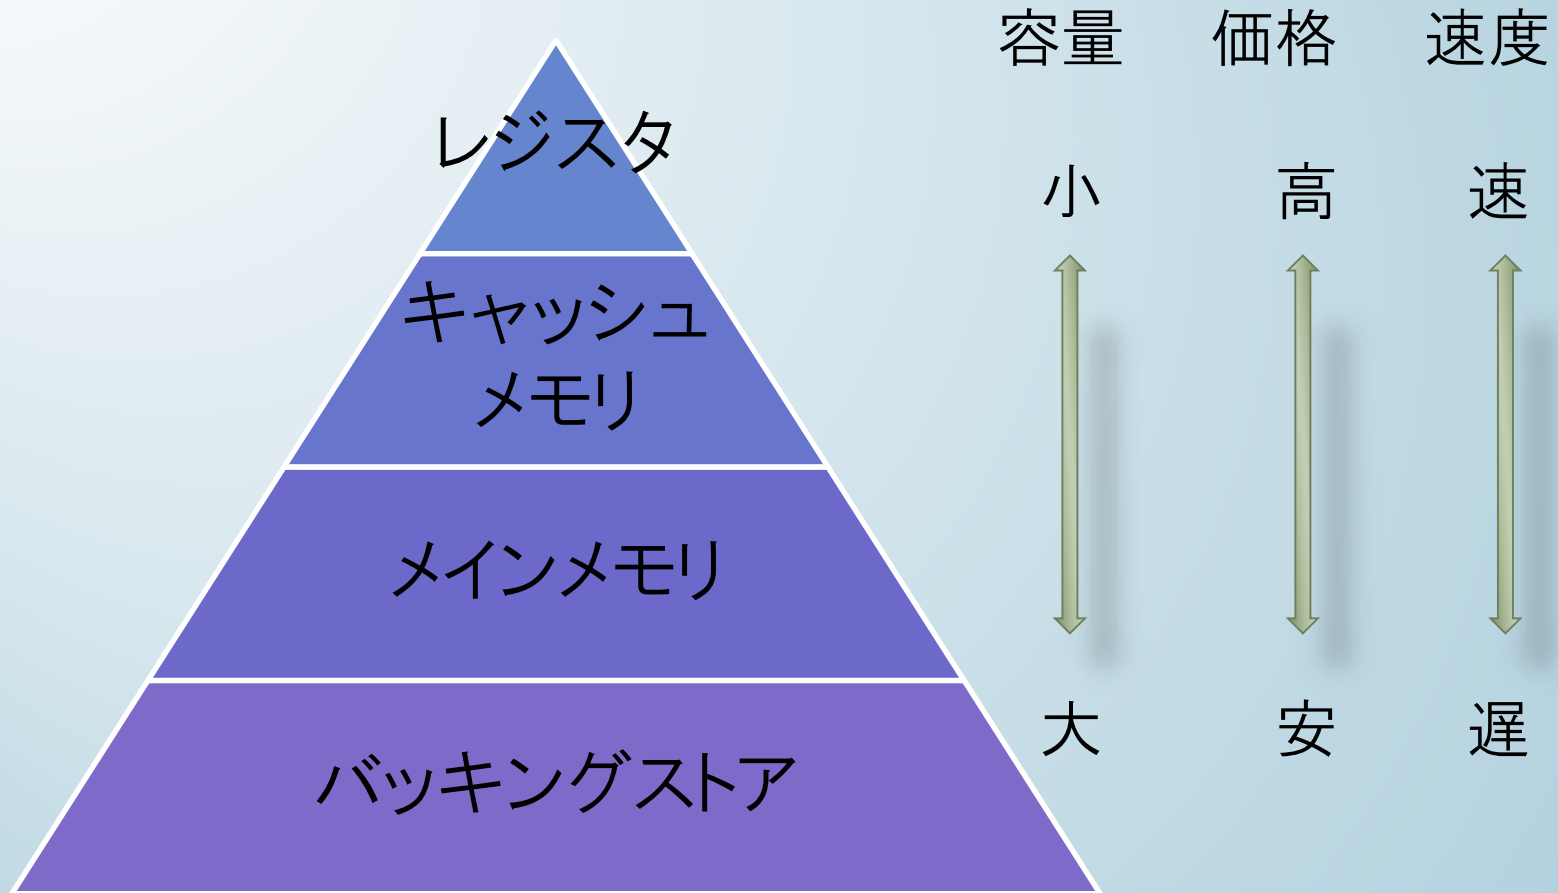 容量 価格 速度
レジスタ
小 高 速
キャッシュ
メモリ
メインメモリ
大 安 遅
バッキングストア